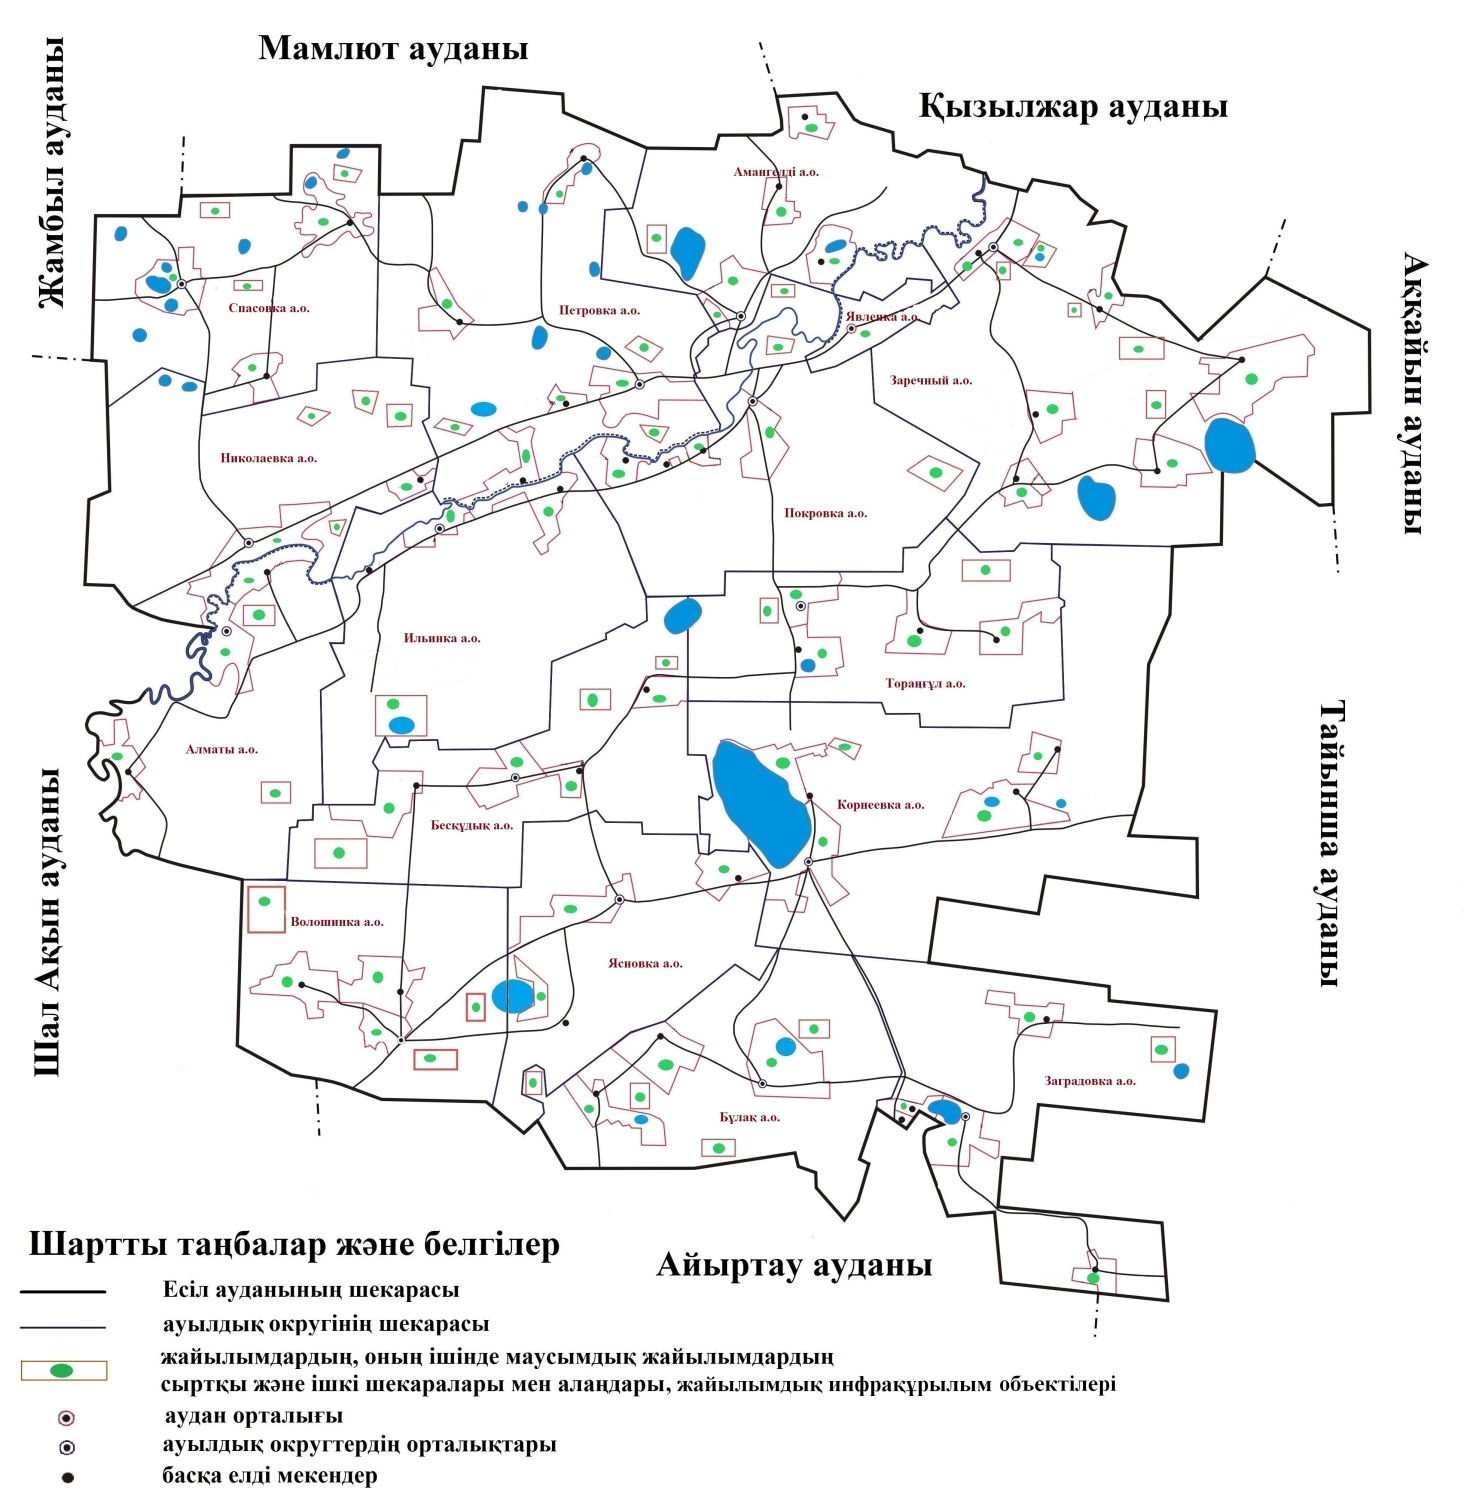 Мамлют ауданы
Қызылжар ауданы
Жамбыл ауданы
Аққайын ауданы
Амангелді а.о.
Спасовка а.о.
Петровка а.о.
Явленка а.о.
Заречный а.о.
Николаевка а.о.
Покровка а.о.
Ильинка а.о.
Тораңғұл а.о.
Тайынша ауданы
Алматы а.о.
Корнеевка а.о.
Бесқұдық а.о.
Шал Ақын ауданы
Волошинка а.о.
Ясновка а.о.
Заградовка а.о.
Бұлақ а.о.
Айыртау ауданы
Шартты таңбалар және белгілер
Есіл ауданының шекарасы
ауылдық округінің шекарасы
жайылымдардың, оның ішінде маусымдық жайылымдардың
сыртқы және ішкі шекаралары мен алаңдары, жайылымдық инфрақұрылым объектілері
аудан орталығы
ауылдық округтердің орталықтары
басқа елді мекендер